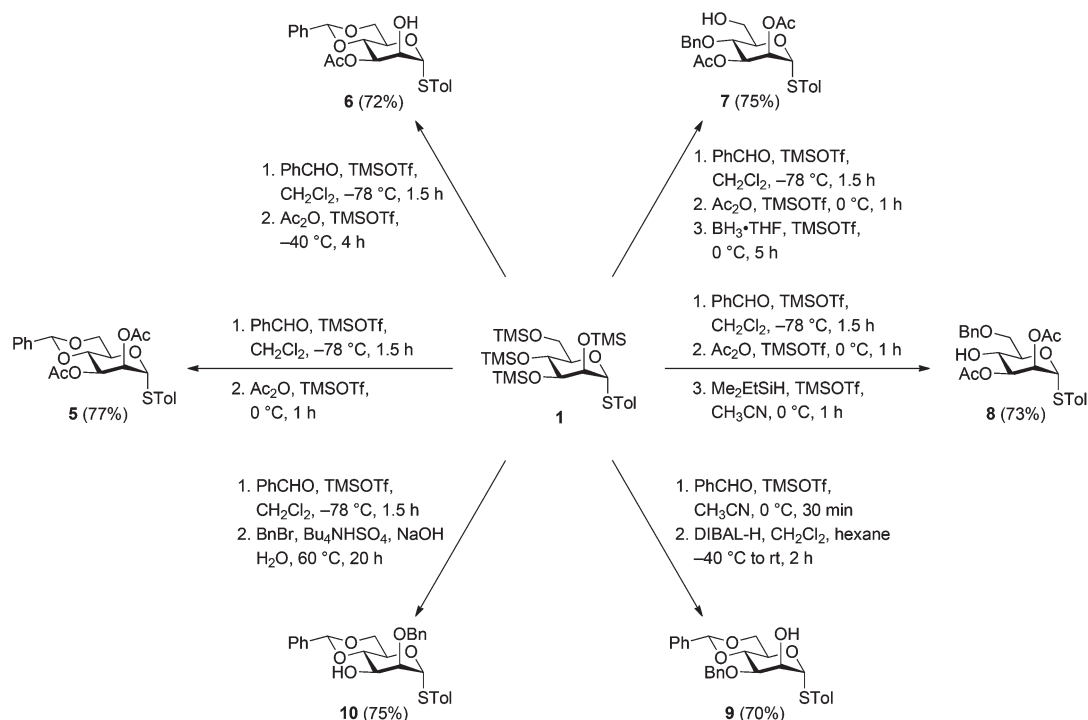 Ph O O OH O AcO STol
6 (72%)
HO OAc BnO O AcO STol
7 (75%)
1. PhCHO, TMSOTf,
CH₂Cl₂, –78 °C, 1.5 h
2. Ac₂O, TMSOTf,
–40 °C, 4 h
1. PhCHO, TMSOTf,
CH₂Cl₂, –78 °C, 1.5 h
2. Ac₂O, TMSOTf, 0 °C, 1 h
3. BH₃•THF, TMSOTf,
0 °C, 5 h
Ph O O OAc O AcO STol
5 (77%)
1. PhCHO, TMSOTf,
CH₂Cl₂, –78 °C, 1.5 h
2. Ac₂O, TMSOTf,
0 °C, 1 h
TMSO OTMS TMSO O TMSO STol
1
1. PhCHO, TMSOTf,
CH₂Cl₂, –78 °C, 1.5 h
2. Ac₂O, TMSOTf, 0 °C, 1 h
3. Me₂EtSiH, TMSOTf,
CH₃CN, 0 °C, 1 h
BnO OAc HO O AcO STol
8 (73%)
1. PhCHO, TMSOTf,
CH₂Cl₂, –78 °C, 1.5 h
2. BnBr, Bu₄NHSO₄, NaOH
H₂O, 60 °C, 20 h
1. PhCHO, TMSOTf,
CH₃CN, 0 °C, 30 min
2. DIBAL-H, CH₂Cl₂, hexane
–40 °C to rt, 2 h
Ph O O OBn O HO STol
10 (75%)
Ph O O OH O BnO STol
9 (70%)